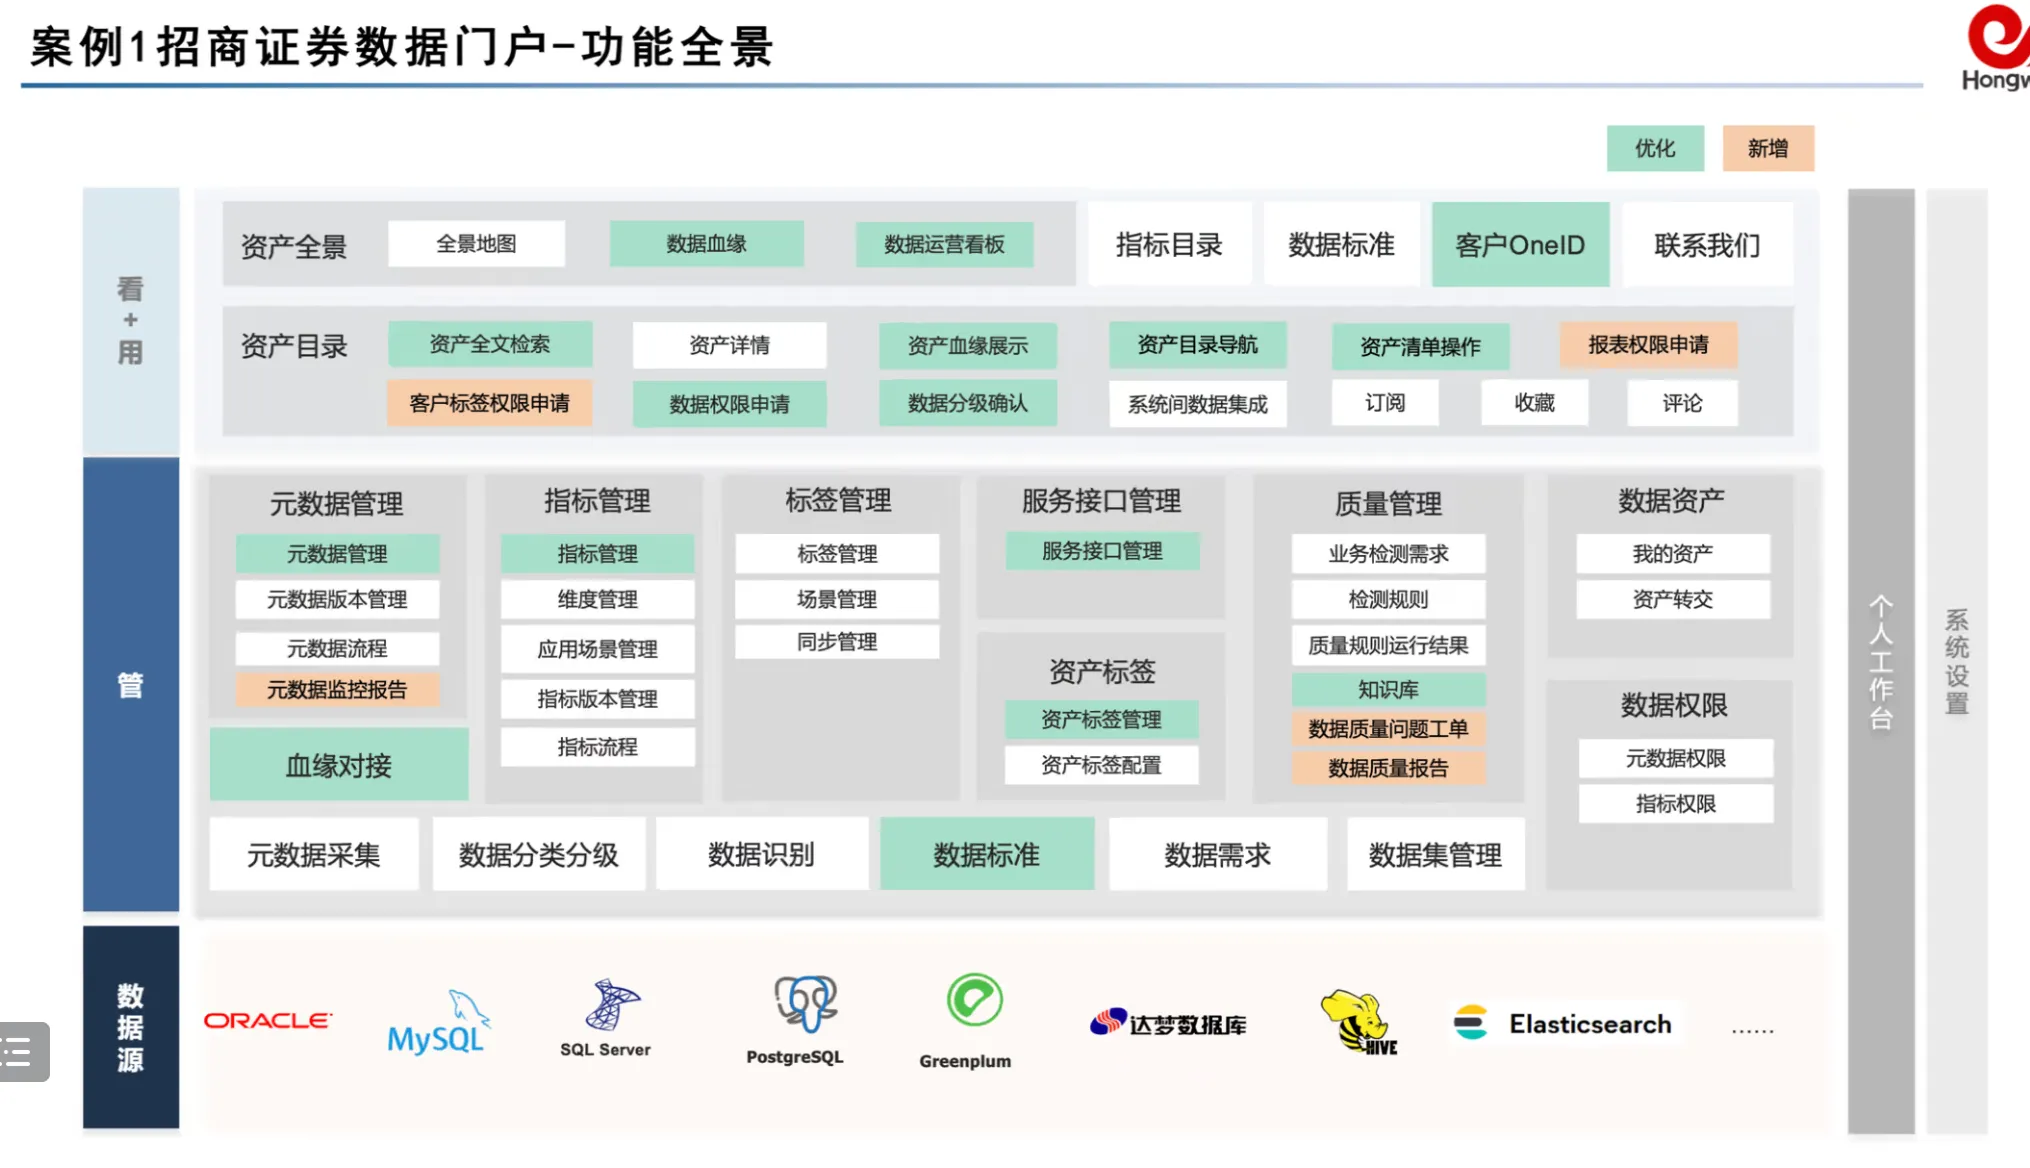 案例1招商证券数据门户-功能全景
优化
新增
看
+
用
资产全景
全景地图
数据血缘
数据运营看板
指标目录
数据标准
客户OneID
联系我们
资产目录
资产全文检索
资产详情
资产血缘展示
资产目录导航
资产清单操作
报表权限申请
客户标签权限申请
数据权限申请
数据分级确认
系统间数据集成
订阅
收藏
评论
管
元数据管理
元数据管理
元数据版本管理
元数据流程
元数据监控报告
血缘对接
指标管理
指标管理
维度管理
应用场景管理
指标版本管理
指标流程
标签管理
标签管理
场景管理
同步管理
服务接口管理
服务接口管理
资产标签
资产标签管理
资产标签配置
质量管理
业务检测需求
检测规则
质量规则运行结果
知识库
数据质量问题工单
数据质量报告
数据资产
我的资产
资产转交
数据权限
元数据权限
指标权限
元数据采集
数据分类分级
数据识别
数据标准
数据需求
数据集管理
数据源
ORACLE
MySQL
SQL Server
PostgreSQL
Greenplum
达梦数据库
HIVE
Elasticsearch
......
个人工作台
系统设置